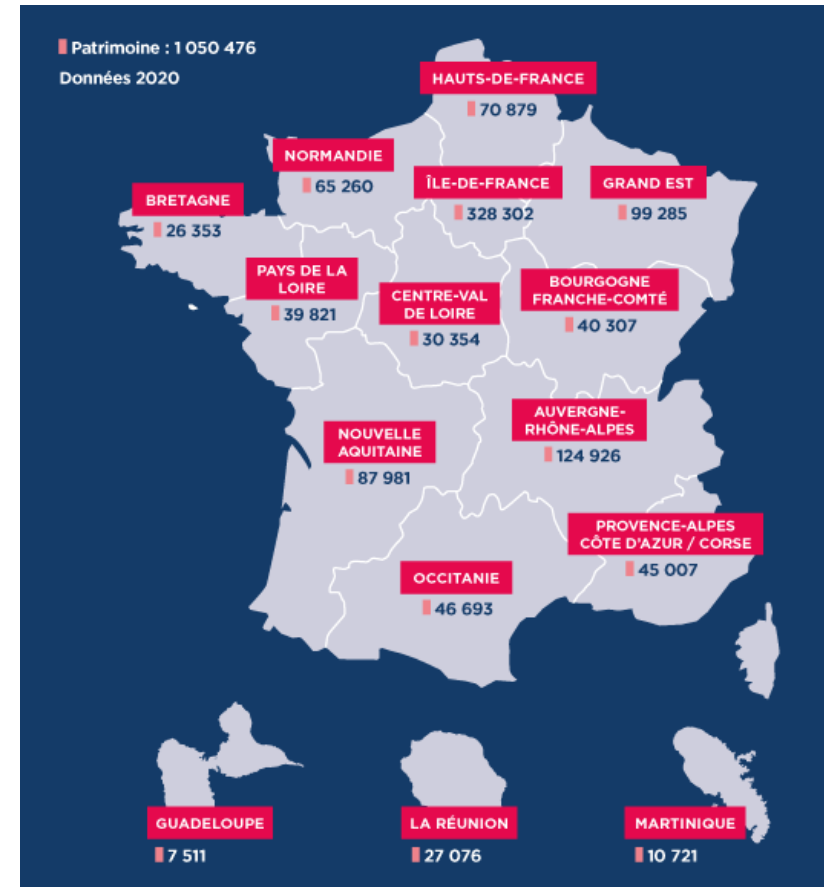 Patrimoine : 1 050 476
Données 2020
HAUTS-DE-FRANCE
70 879
NORMANDIE
65 260
ÎLE-DE-FRANCE
328 302
GRAND EST
99 285
BRETAGNE
26 353
PAYS DE LA
LOIRE
39 821
CENTRE-VAL
DE LOIRE
30 354
BOURGOGNE
FRANCHE-COMTÉ
40 307
NOUVELLE
AQUITAINE
87 981
AUVERGNE-
RHÔNE-ALPES
124 926
PROVENCE-ALPES
CÔTE D'AZUR / CORSE
45 007
OCCITANIE
46 693
GUADELOUPE
7 511
LA RÉUNION
27 076
MARTINIQUE
10 721